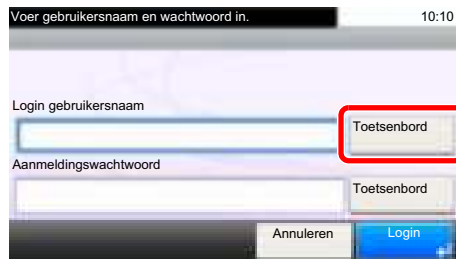 Voer gebruikersnaam en wachtwoord in. 10:10
Login gebruikersnaam
Toetsenbord
Aanmeldingswachtwoord
Toetsenbord
Annuleren Login